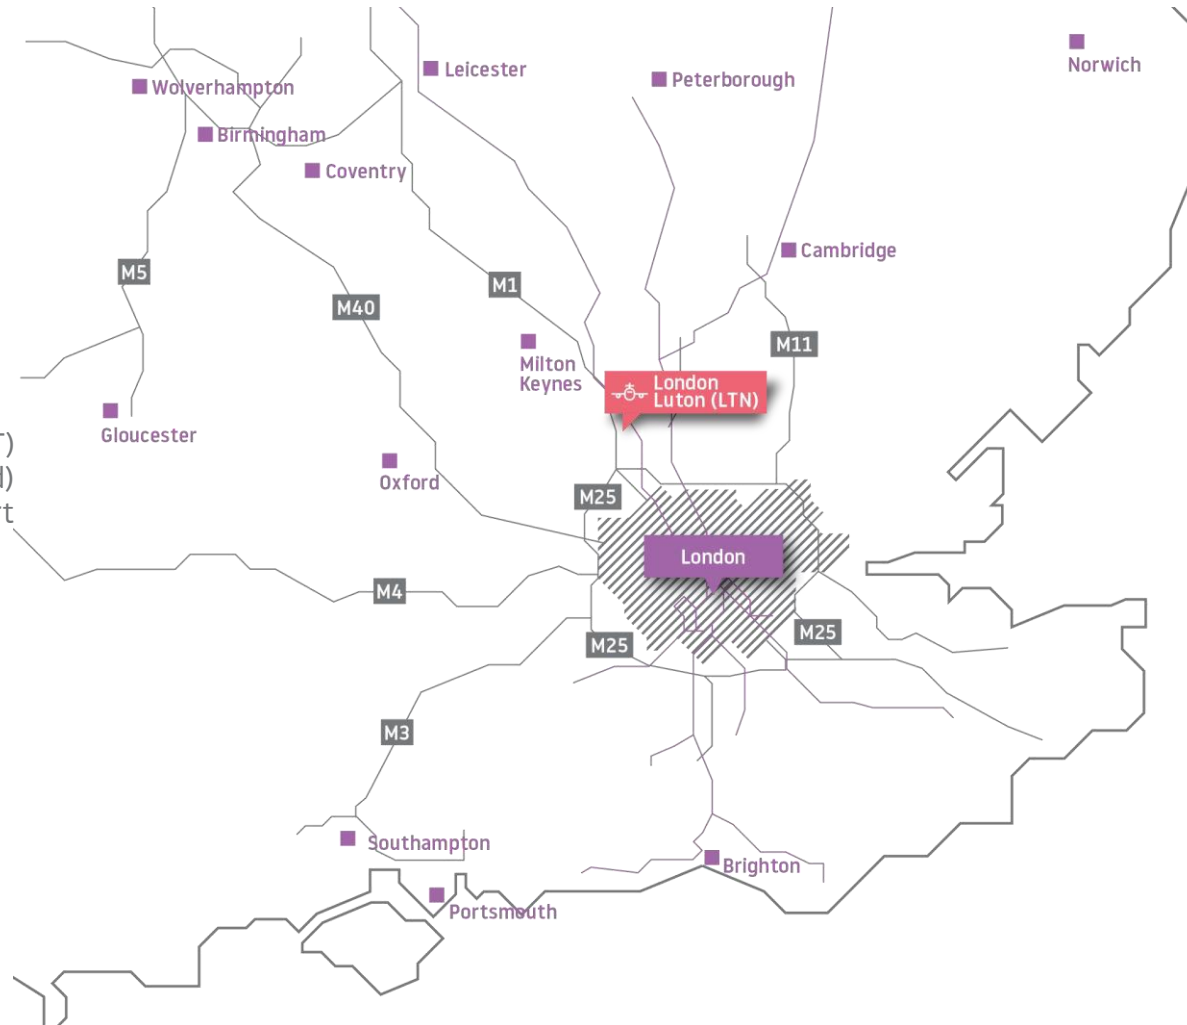 Leicester
Norwich
Peterborough
Wolverhampton
Birmingham
Coventry
Cambridge
M5
M1
M40
M11
Milton
Keynes
London
Luton (LTN)
Gloucester
Oxford
M25
London
M4
M25
M25
M3
Southampton
Brighton
Portsmouth